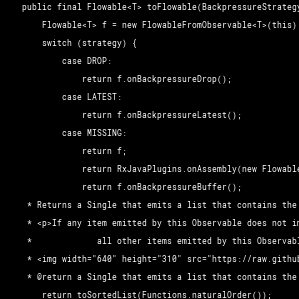 public final Flowable<T> toFlowable(BackpressureStrategy
Flowable<T> f = new FlowableFromObservable<T>(this)
switch (strategy) {
case DROP:
return f.onBackpressureDrop();
case LATEST:
return f.onBackpressureLatest();
case MISSING:
return f;
return RxJavaPlugins.onAssembly(new Flowable
return f.onBackpressureBuffer();
* Returns a Single that emits a list that contains the
* <p>If any item emitted by this Observable does not im
* all other items emitted by this Observabl
* <img width="640" height="310" src="https://raw.github
* @return a Single that emits a list that contains the
return toSortedList(Functions.naturalOrder());